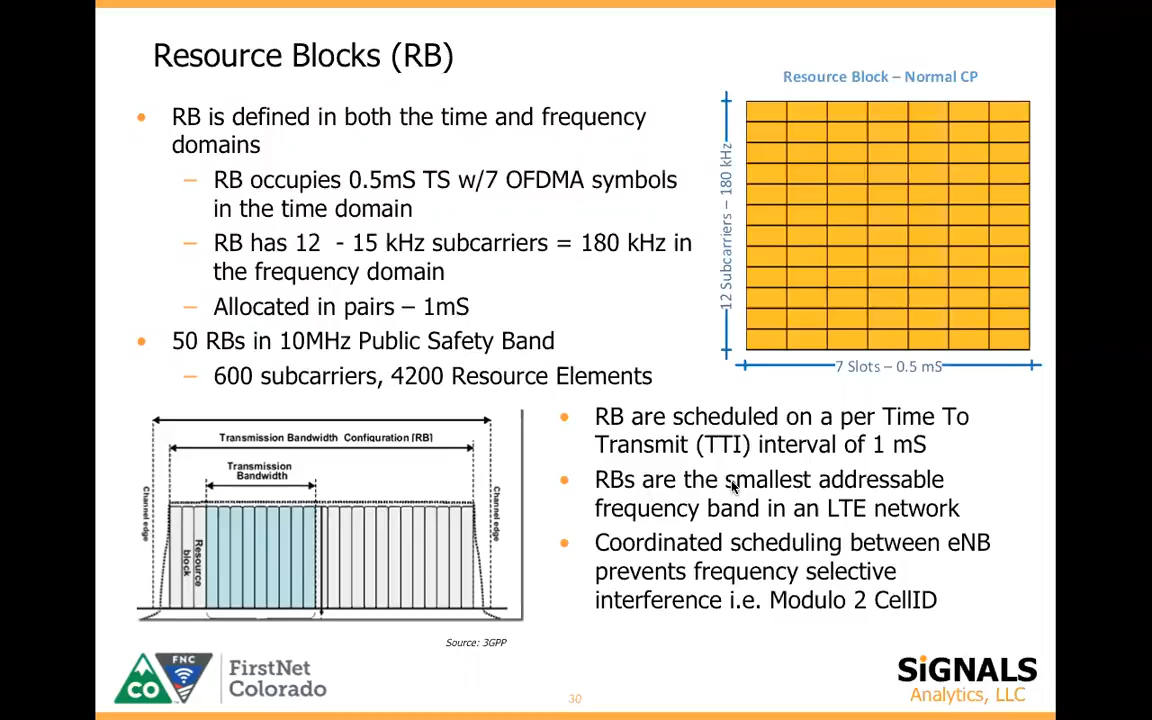 Resource Blocks (RB)
• RB is defined in both the time and frequency
domains
– RB occupies 0.5mS TS w/7 OFDMA symbols
in the time domain
– RB has 12 - 15 kHz subcarriers = 180 kHz in
the frequency domain
– Allocated in pairs – 1mS
• 50 RBs in 10MHz Public Safety Band
– 600 subcarriers, 4200 Resource Elements
Resource Block – Normal CP
12 Subcarriers – 180 kHz
7 Slots – 0.5 mS
Transmission Bandwidth Configuration [RB]
Transmission
Bandwidth
Channel edge
Resource
block
Channel edge
Source: 3GPP
• RB are scheduled on a per Time To
Transmit (TTI) interval of 1 mS
• RBs are the smallest addressable
frequency band in an LTE network
• Coordinated scheduling between eNB
prevents frequency selective
interference i.e. Modulo 2 CellID
CO
FNC
FirstNet
Colorado
30
SiGNALS
Analytics, LLC